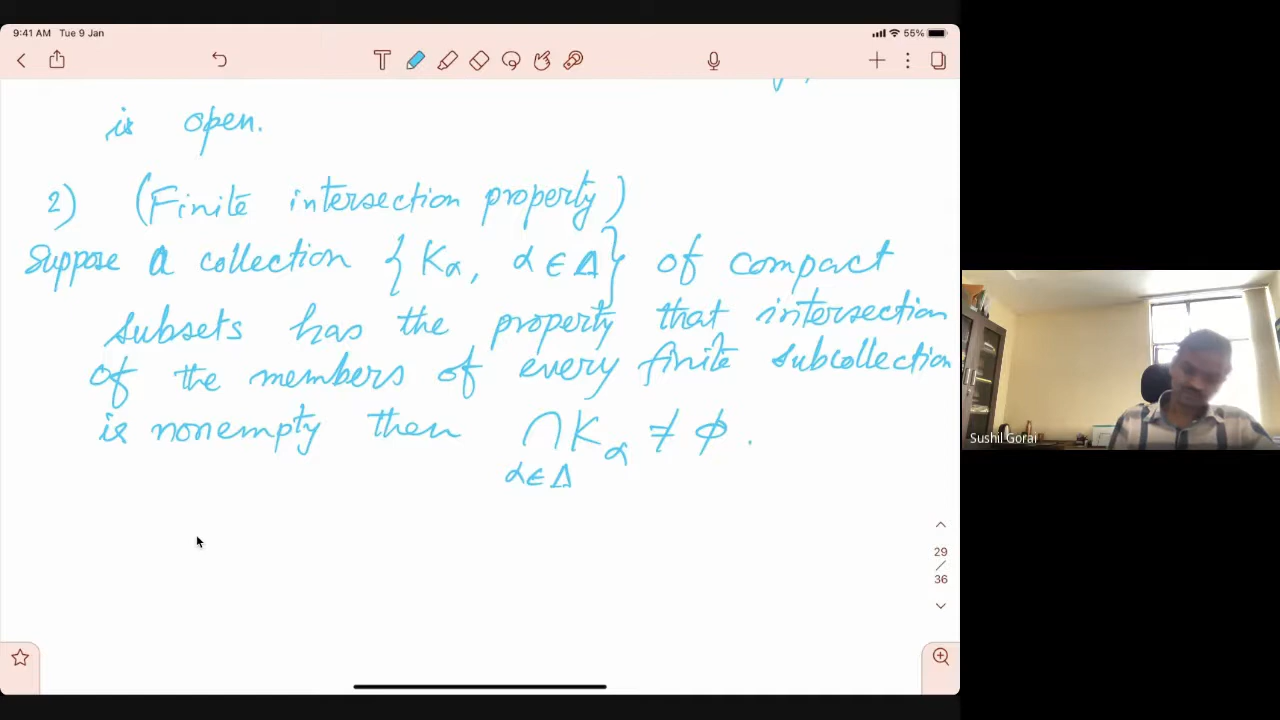 9:41 AM Tue 9 Jan
55%
is open.
2) (Finite intersection property)
Suppose a collection {Kα, α ∈ Δ} of compact
subsets has the property that intersection
of the members of every finite subcollection
is nonempty then ∩ Kα ≠ ϕ .
α∈Δ
Sushil Gorai
29
/
36